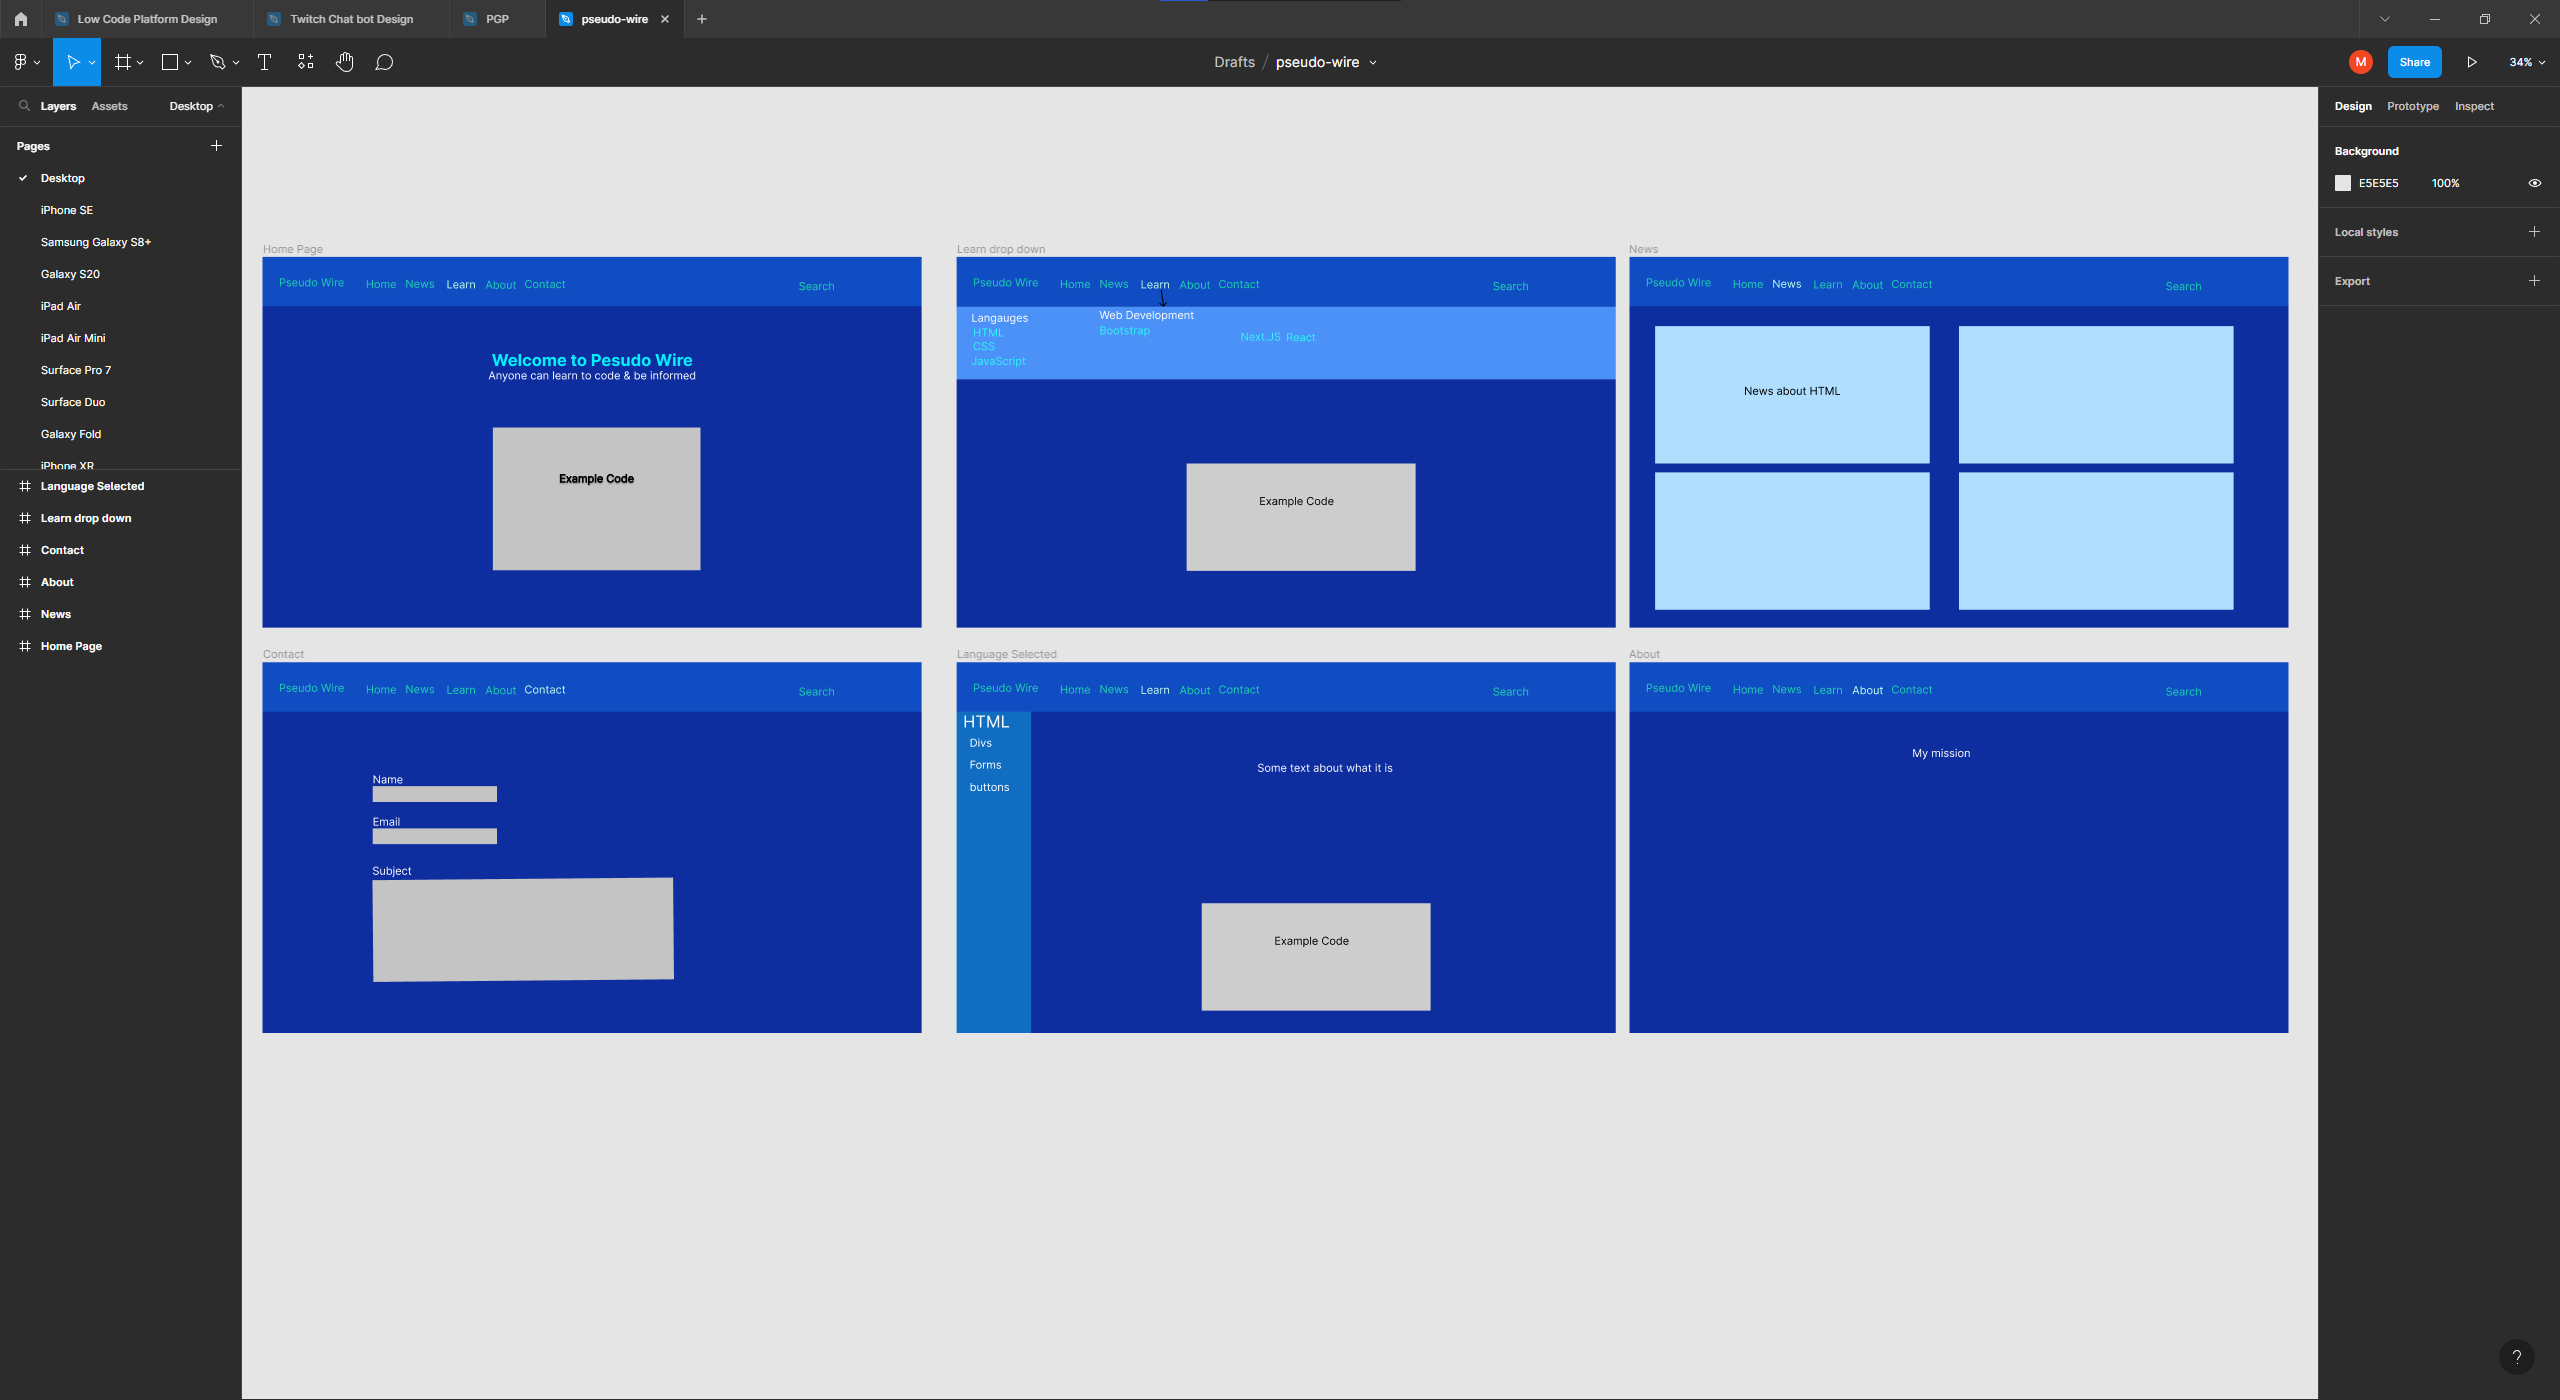 Low Code Platform Design
Twitch Chat bot Design
PGP
pseudo-wire
Drafts / pseudo-wire
M
Share
34%
Layers
Assets
Desktop
Pages
Desktop
iPhone SE
Samsung Galaxy S8+
Galaxy S20
iPad Air
iPad Air Mini
Surface Pro 7
Surface Duo
Galaxy Fold
iPhone XR
Language Selected
Learn drop down
Contact
About
News
Home Page
Home Page
Pseudo Wire Home News Learn About Contact Search
Welcome to Pesudo Wire
Anyone can learn to code & be informed
Example Code
Learn drop down
Pseudo Wire Home News Learn About Contact Search
Langauges
HTML
CSS
JavaScript
Web Development
Bootstrap
Next.JS React
Example Code
News
Pseudo Wire Home News Learn About Contact Search
News about HTML
Contact
Pseudo Wire Home News Learn About Contact Search
Name
Email
Subject
Language Selected
Pseudo Wire Home News Learn About Contact Search
HTML
Divs
Forms
buttons
Some text about what it is
Example Code
About
Pseudo Wire Home News Learn About Contact Search
My mission
Design
Prototype
Inspect
Background
E5E5E5 100%
Local styles
Export
?